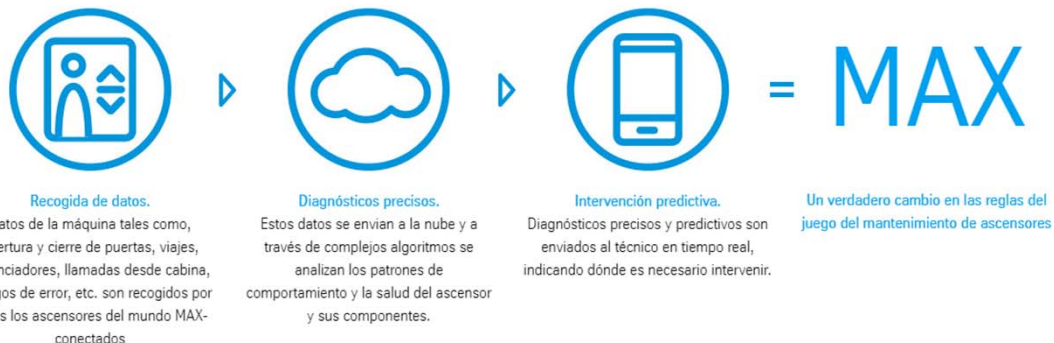 MAX
Recogida de datos.
atos de la máquina tales como,
ertura y cierre de puertas, viajes,
nciadores, llamadas desde cabina,
gos de error, etc. son recogidos por
s los ascensores del mundo MAX-
conectados
Diagnósticos precisos.
Estos datos se envian a la nube y a
través de complejos algoritmos se
analizan los patrones de
comportamiento y la salud del ascensor
y sus componentes.
Intervención predictiva.
Diagnósticos precisos y predictivos son
enviados al técnico en tiempo real,
indicando dónde es necesario intervenir.
Un verdadero cambio en las reglas del
juego del mantenimiento de ascensores